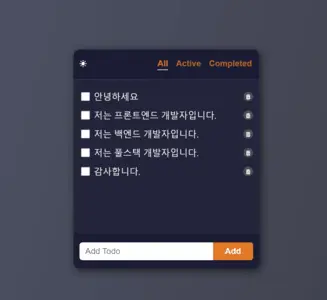 All Active Completed
안녕하세요
저는 프론트엔드 개발자입니다.
저는 백엔드 개발자입니다.
저는 풀스택 개발자입니다.
감사합니다.
Add Todo Add